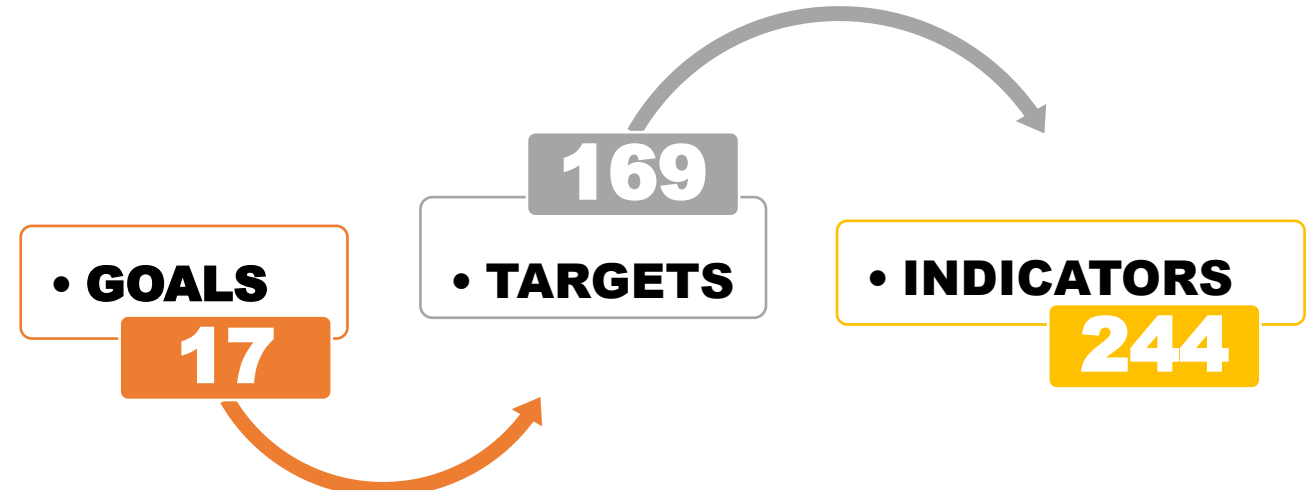 • GOALS
17
169
• TARGETS
• INDICATORS
244